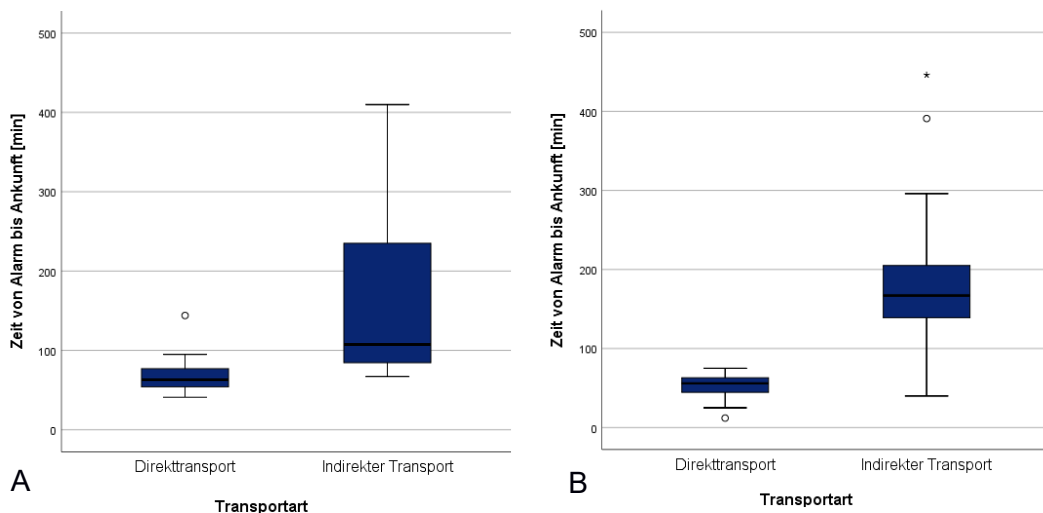 Zeit von Alarm bis Ankunft [min]
500
400
300
200
100
0
Direkttransport Indirekter Transport
Transportart
A
Zeit von Alarm bis Ankunft [min]
500
400
300
200
100
0
Direkttransport Indirekter Transport
Transportart
B